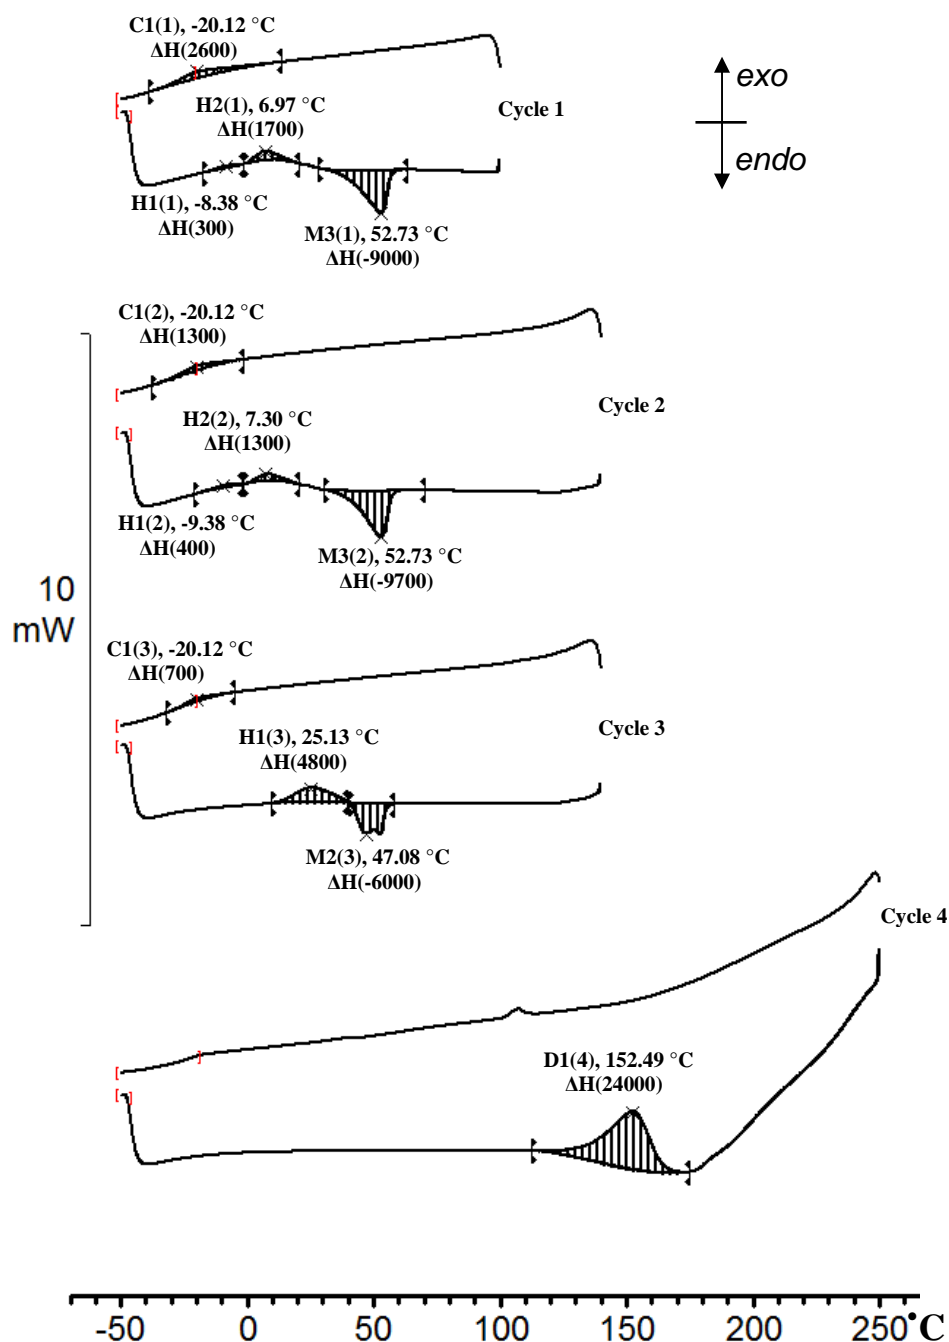 C1(1), -20.12 °C
ΔH(2600)
exo
H2(1), 6.97 °C
ΔH(1700)
Cycle 1
endo
H1(1), -8.38 °C
ΔH(300)
M3(1), 52.73 °C
ΔH(-9000)
C1(2), -20.12 °C
ΔH(1300)
Cycle 2
H2(2), 7.30 °C
ΔH(1300)
H1(2), -9.38 °C
ΔH(400)
M3(2), 52.73 °C
ΔH(-9700)
10
mW
C1(3), -20.12 °C
ΔH(700)
Cycle 3
H1(3), 25.13 °C
ΔH(4800)
M2(3), 47.08 °C
ΔH(-6000)
Cycle 4
D1(4), 152.49 °C
ΔH(24000)
-50 0 50 100 150 200 250 °C